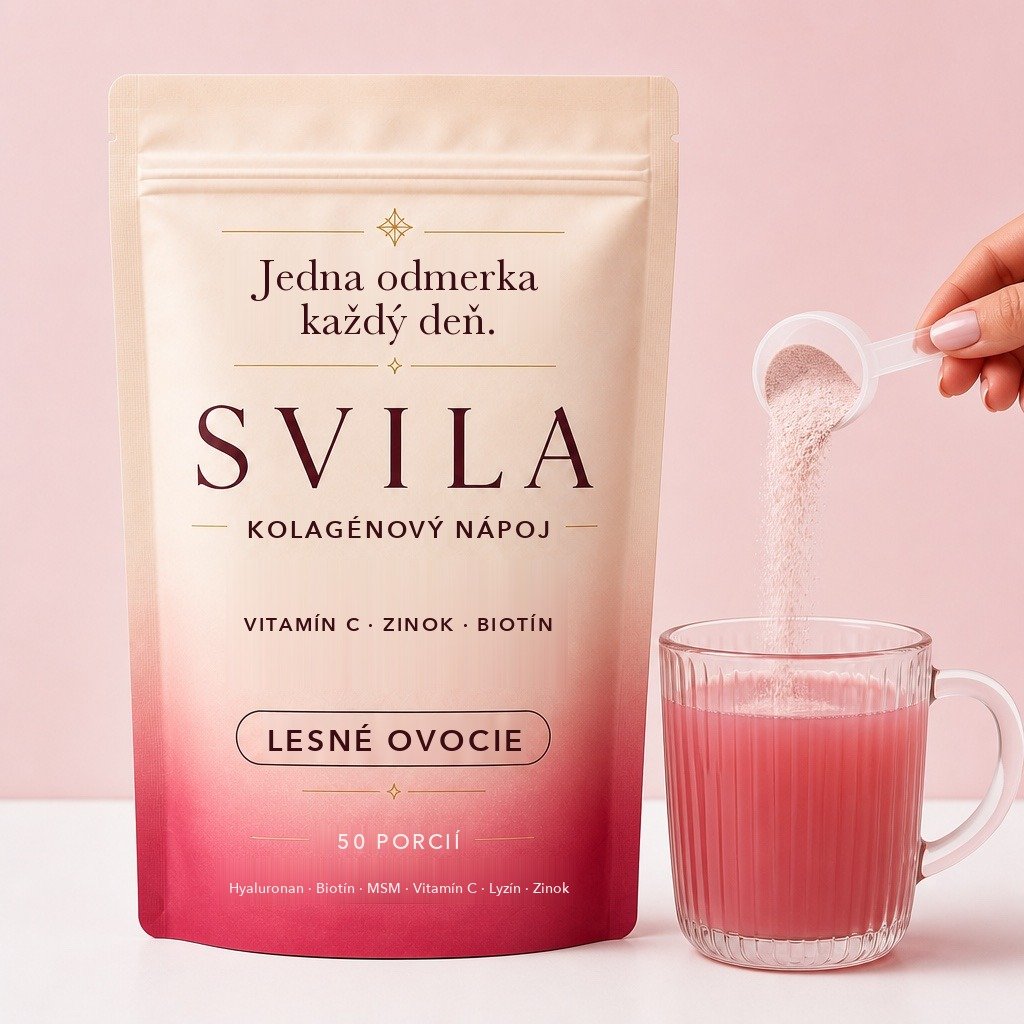 Jedna odmerka
každý deň.
SVILA
KOLAGÉNOVÝ NÁPOJ
VITAMÍN C · ZINOK · BIOTÍN
LESNÉ OVOCIE
50 PORCIÍ
Hyaluronan · Biotín · MSM · Vitamín C · Lyzín · Zinok